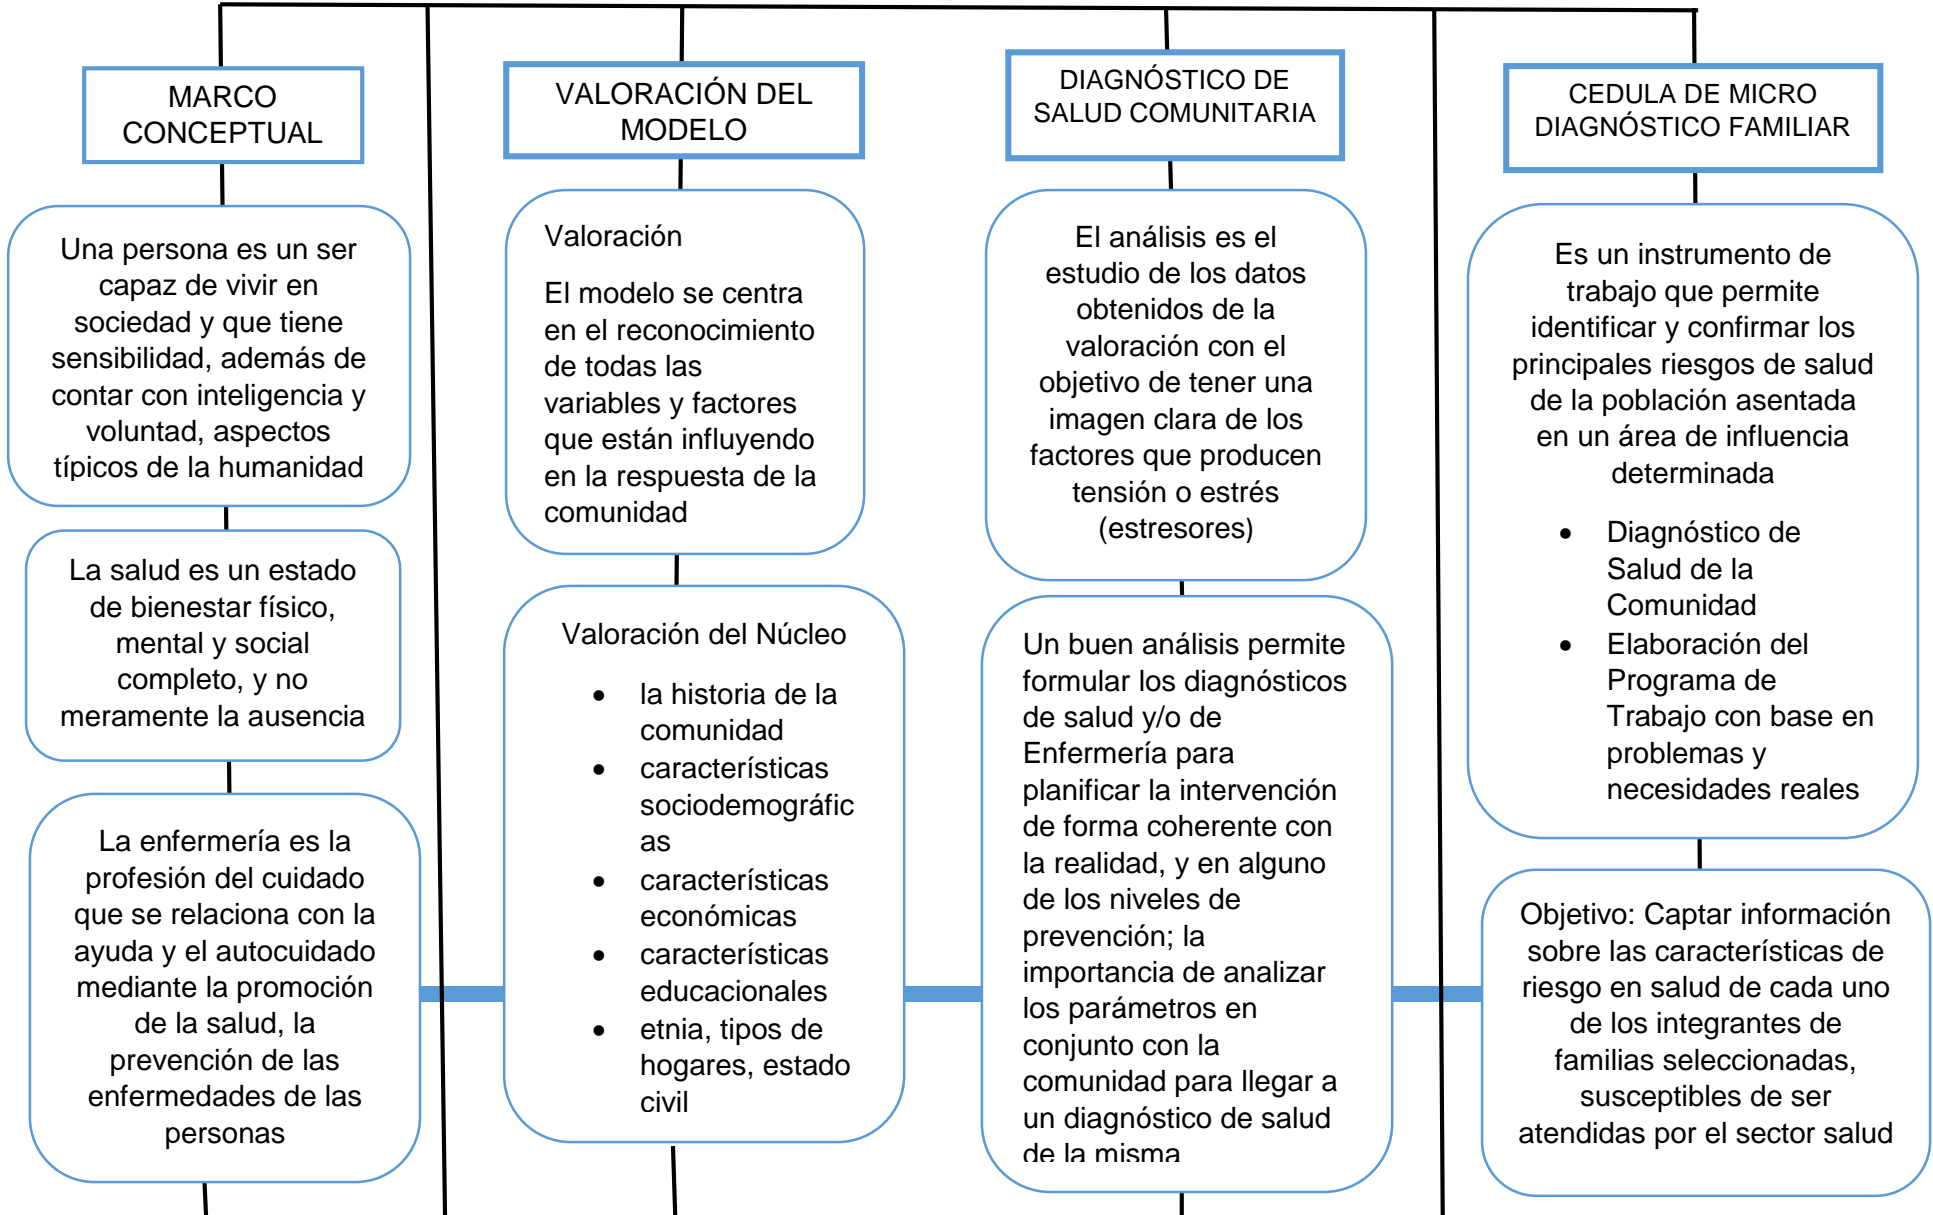 MARCO
CONCEPTUAL
Una persona es un ser
capaz de vivir en
sociedad y que tiene
sensibilidad, además de
contar con inteligencia y
voluntad, aspectos
típicos de la humanidad
La salud es un estado
de bienestar físico,
mental y social
completo, y no
meramente la ausencia
La enfermería es la
profesión del cuidado
que se relaciona con la
ayuda y el autocuidado
mediante la promoción
de la salud, la
prevención de las
enfermedades de las
personas
VALORACIÓN DEL
MODELO
Valoración
El modelo se centra
en el reconocimiento
de todas las
variables y factores
que están influyendo
en la respuesta de la
comunidad
Valoración del Núcleo
• la historia de la
comunidad
• características
sociodemográfic
as
• características
económicas
• características
educacionales
• etnia, tipos de
hogares, estado
civil
DIAGNÓSTICO DE
SALUD COMUNITARIA
El análisis es el
estudio de los datos
obtenidos de la
valoración con el
objetivo de tener una
imagen clara de los
factores que producen
tensión o estrés
(estresores)
Un buen análisis permite
formular los diagnósticos
de salud y/o de
Enfermería para
planificar la intervención
de forma coherente con
la realidad, y en alguno
de los niveles de
prevención; la
importancia de analizar
los parámetros en
conjunto con la
comunidad para llegar a
un diagnóstico de salud
de la misma
CEDULA DE MICRO
DIAGNÓSTICO FAMILIAR
Es un instrumento de
trabajo que permite
identificar y confirmar los
principales riesgos de salud
de la población asentada
en un área de influencia
determinada
• Diagnóstico de
Salud de la
Comunidad
• Elaboración del
Programa de
Trabajo con base en
problemas y
necesidades reales
Objetivo: Captar información
sobre las características de
riesgo en salud de cada uno
de los integrantes de
familias seleccionadas,
susceptibles de ser
atendidas por el sector salud